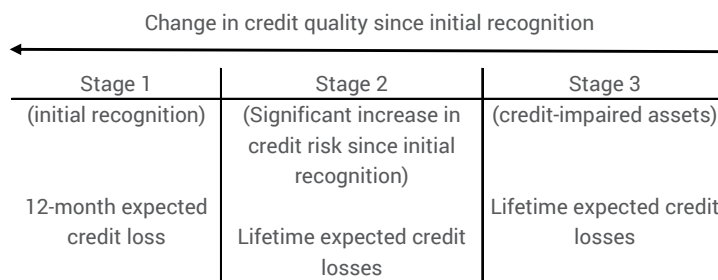 Change in credit quality since initial recognition
Stage 1
Stage 2
Stage 3
(initial recognition)
(Significant increase in
credit risk since initial
recognition)
(credit-impaired assets)
12-month expected
credit loss
Lifetime expected credit
losses
Lifetime expected credit
losses